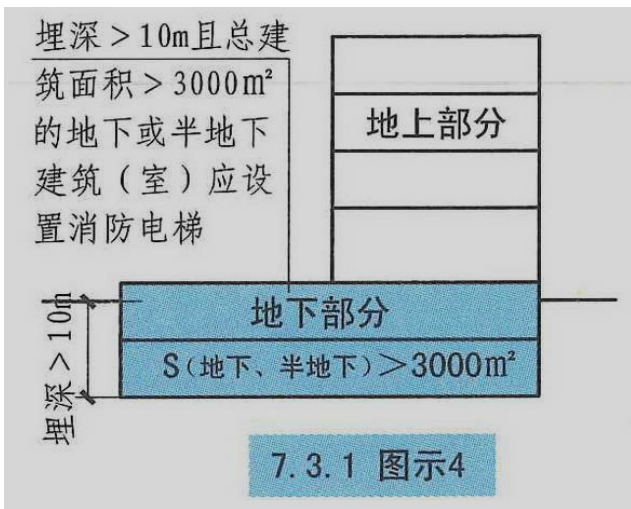 埋深＞10m且总建
筑面积＞3000m²
的地下或半地下
建筑（室）应设
置消防电梯
地上部分
地下部分
S(地下、半地下)＞3000m²
埋深＞10m
7.3.1 图示4